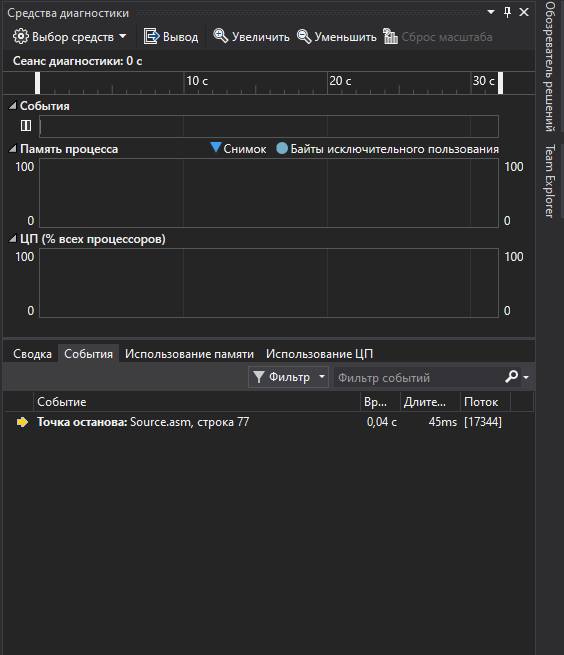 Средства диагностики
Выбор средств Вывод Увеличить Уменьшить Сброс масштаба
Сеанс диагностики: 0 с
10 с 20 с 30 с
События
Память процесса Снимок Байты исключительного пользования
100 100
0 0
ЦП (% всех процессоров)
100 100
0 0
Сводка События Использование памяти Использование ЦП
Фильтр Фильтр событий
Событие Вр... Длите... Поток
Точка останова: Source.asm, строка 77 0,04 с 45ms [17344]
Обозреватель решений
Team Explorer